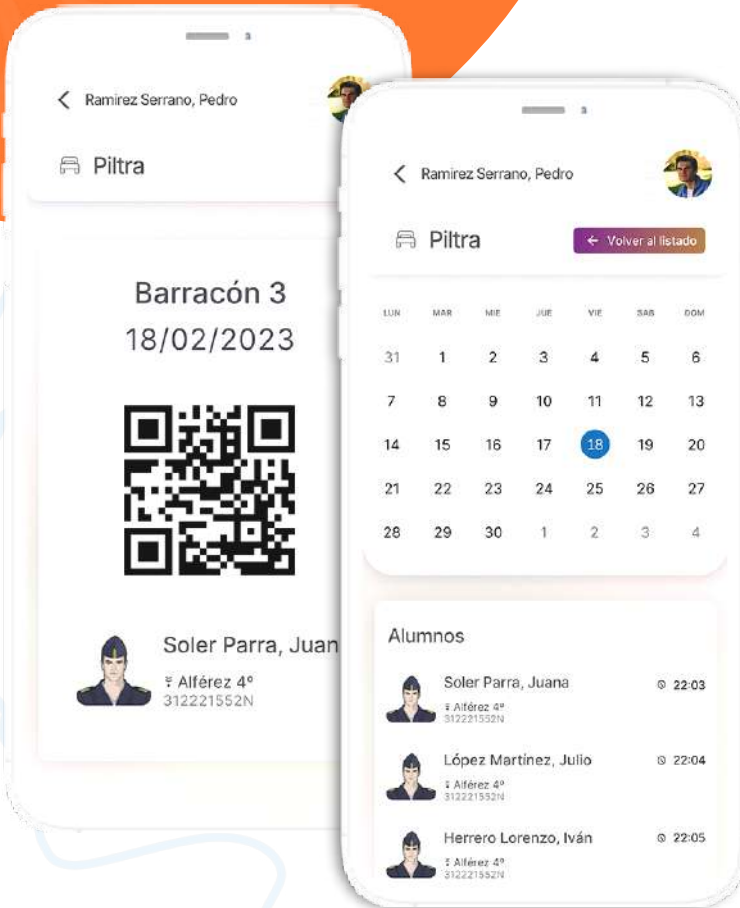 Ramirez Serrano, Pedro
Piltra
Barracón 3
18/02/2023
Soler Parra, Juan
Alférez 4º
312221552N
Ramirez Serrano, Pedro
Piltra
← Volver al listado
LUN MAR MIE JUE VIE SAB DOM
31 1 2 3 4 5 6
7 8 9 10 11 12 13
14 15 16 17 18 19 20
21 22 23 24 25 26 27
28 29 30 1 2 3 4
Alumnos
Soler Parra, Juana 22:03
Alférez 4º
312221552N
López Martínez, Julio 22:04
Alférez 4º
312221552N
Herrero Lorenzo, Iván 22:05
Alférez 4º
312221552N